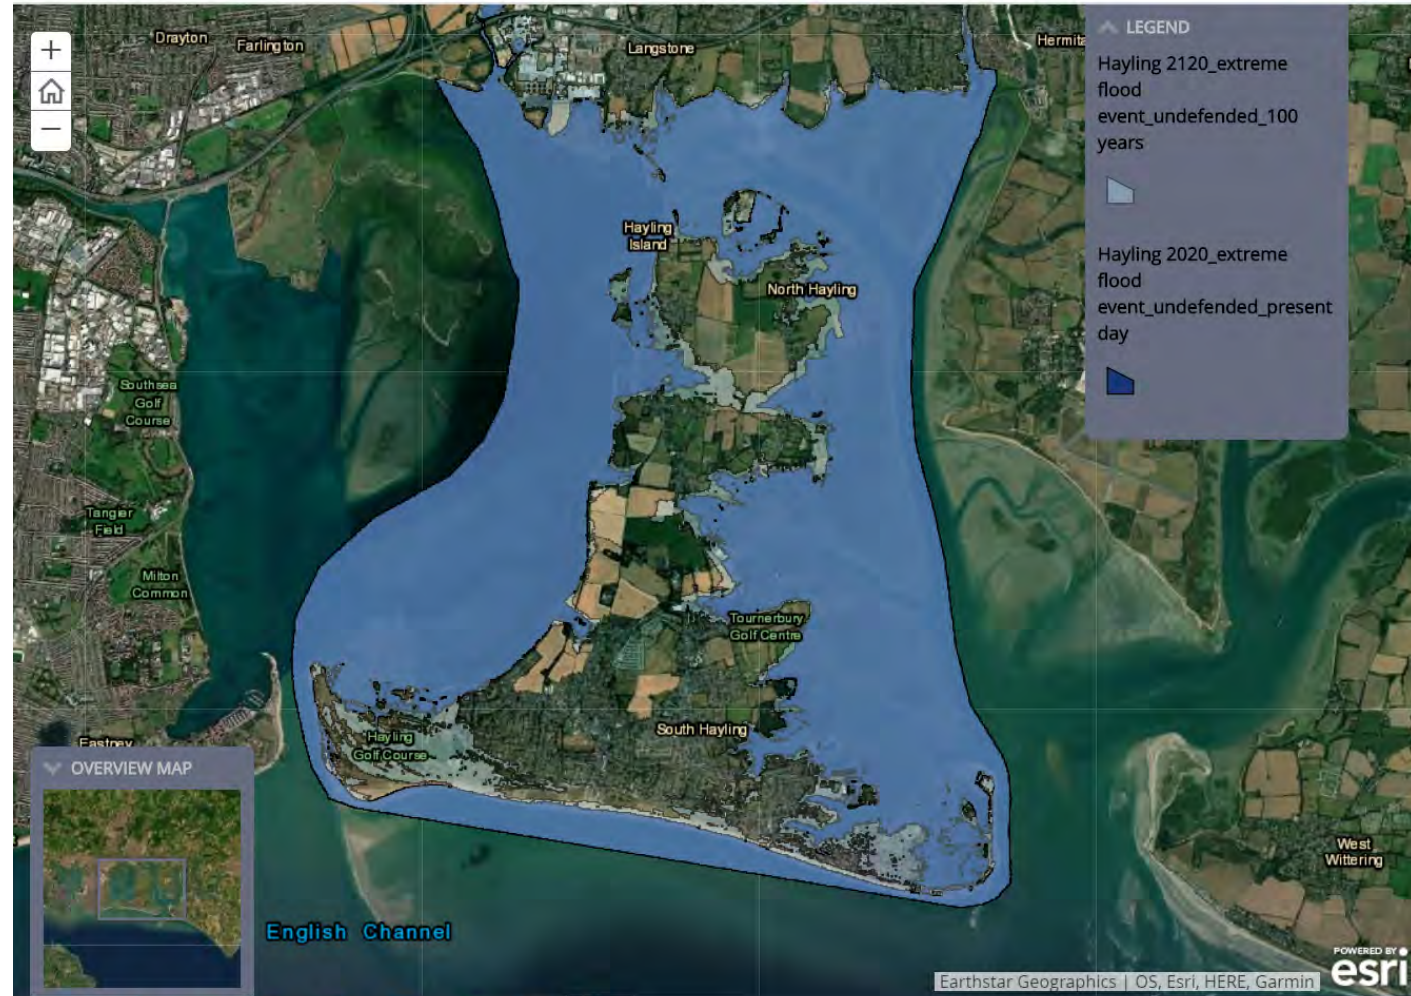 Drayton
Farlington
Langstone
Hermita
+
−
LEGEND
Hayling 2120_extreme
flood
event_undefended_100
years
Hayling 2020_extreme
flood
event_undefended_present
day
Hayling
Island
North Hayling
Southsea
Golf
Course
Tangier
Field
Milton
Common
Tournerbury
Golf Centre
South Hayling
Hayling
Golf Course
Eastney
OVERVIEW MAP
West
Wittering
English Channel
POWERED BY
esri
Earthstar Geographics | OS, Esri, HERE, Garmin